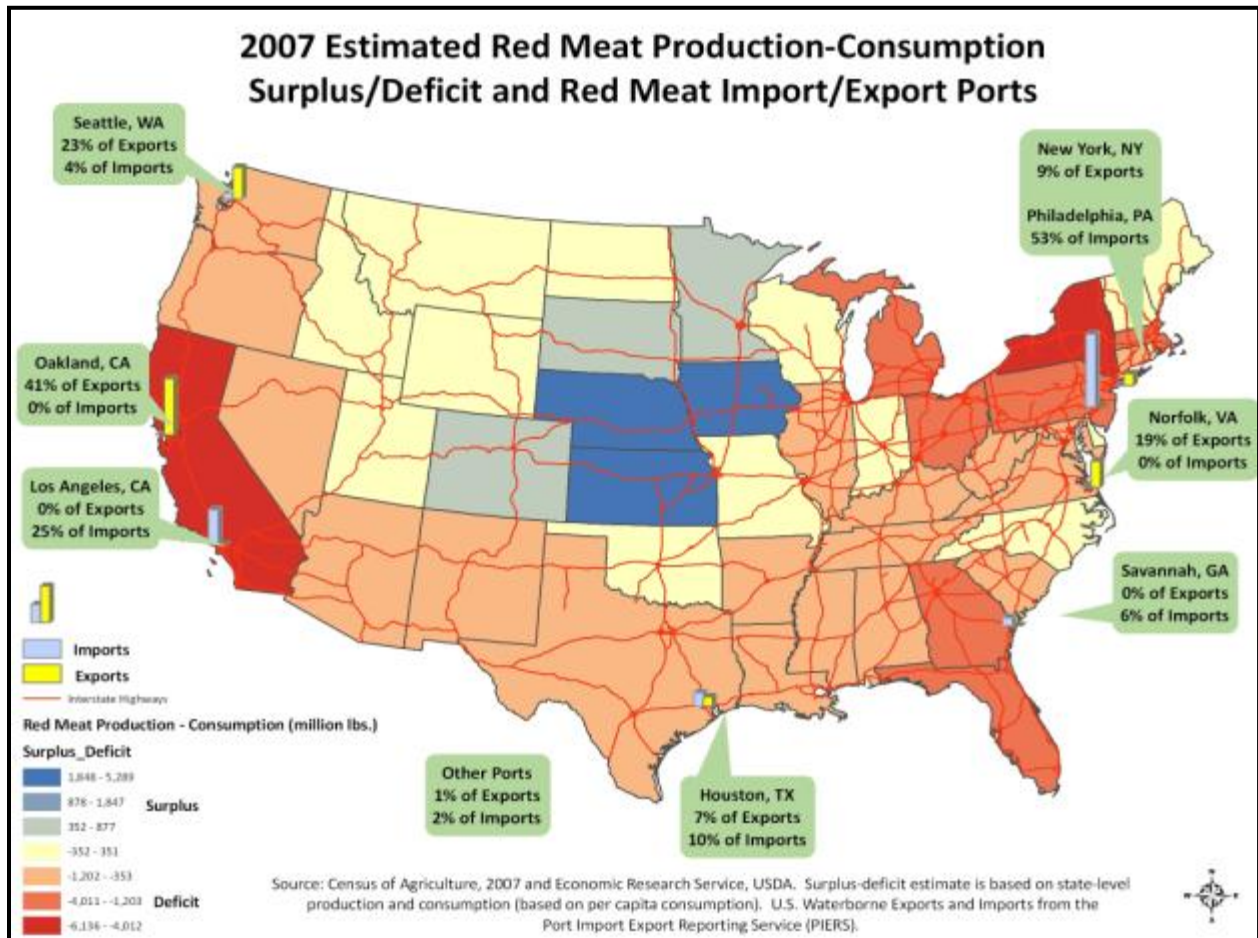 2007 Estimated Red Meat Production-Consumption
Surplus/Deficit and Red Meat Import/Export Ports
Seattle, WA
23% of Exports
4% of Imports
New York, NY
9% of Exports
Philadelphia, PA
53% of Imports
Oakland, CA
41% of Exports
0% of Imports
Norfolk, VA
19% of Exports
0% of Imports
Los Angeles, CA
0% of Exports
25% of Imports
Savannah, GA
0% of Exports
6% of Imports
Imports
Exports
Interstate Highways
Red Meat Production - Consumption (million lbs.)
Surplus_Deficit
1,848 - 5,289
878 - 1,847
Surplus
352 - 877
-352 - 351
-1,202 - -353
-4,011 - -1,203
Deficit
-6,136 - -4,012
Other Ports
1% of Exports
2% of Imports
Houston, TX
7% of Exports
10% of Imports
Source: Census of Agriculture, 2007 and Economic Research Service, USDA. Surplus-deficit estimate is based on state-level
production and consumption (based on per capita consumption). U.S. Waterborne Exports and Imports from the
Port Import Export Reporting Service (PIERS).